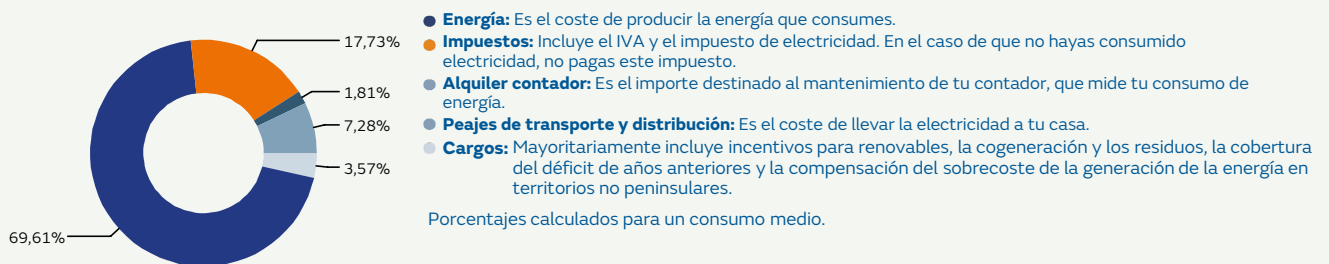 17,73%
1,81%
7,28%
3,57%
69,61%
Energía: Es el coste de producir la energía que consumes.
Impuestos: Incluye el IVA y el impuesto de electricidad. En el caso de que no hayas consumido
electricidad, no pagas este impuesto.
Alquiler contador: Es el importe destinado al mantenimiento de tu contador, que mide tu consumo de
energía.
Peajes de transporte y distribución: Es el coste de llevar la electricidad a tu casa.
Cargos: Mayoritariamente incluye incentivos para renovables, la cogeneración y los residuos, la cobertura
del déficit de años anteriores y la compensación del sobrecoste de la generación de la energía en
territorios no peninsulares.
Porcentajes calculados para un consumo medio.